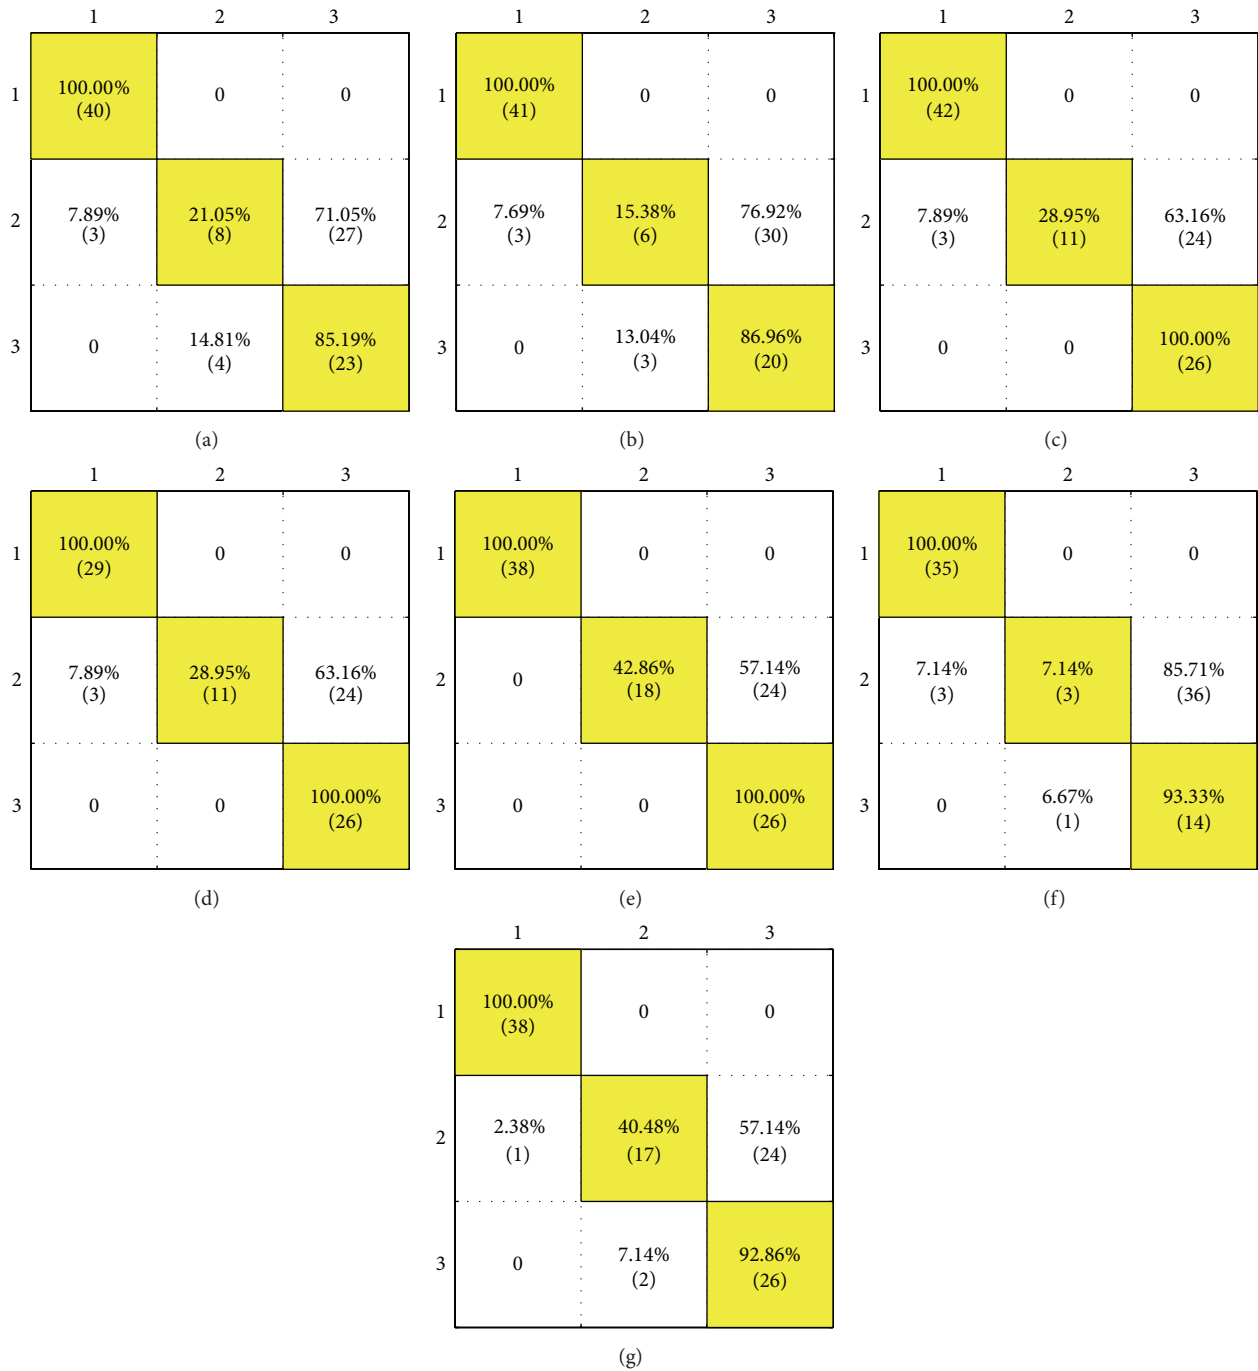 1 2 3
1 100.00% 0 0
(40)
2 7.89% 21.05% 71.05%
(3) (8) (27)
3 0 14.81% 85.19%
(4) (23)
(a)
1 2 3
1 100.00% 0 0
(41)
2 7.69% 15.38% 76.92%
(3) (6) (30)
3 0 13.04% 86.96%
(3) (20)
(b)
1 2 3
1 100.00% 0 0
(42)
2 7.89% 28.95% 63.16%
(3) (11) (24)
3 0 0 100.00%
(26)
(c)
1 2 3
1 100.00% 0 0
(29)
2 7.89% 28.95% 63.16%
(3) (11) (24)
3 0 0 100.00%
(26)
(d)
1 2 3
1 100.00% 0 0
(38)
2 0 42.86% 57.14%
(18) (24)
3 0 0 100.00%
(26)
(e)
1 2 3
1 100.00% 0 0
(35)
2 7.14% 7.14% 85.71%
(3) (3) (36)
3 0 6.67% 93.33%
(1) (14)
(f)
1 2 3
1 100.00% 0 0
(38)
2 2.38% 40.48% 57.14%
(1) (17) (24)
3 0 7.14% 92.86%
(2) (26)
(g)